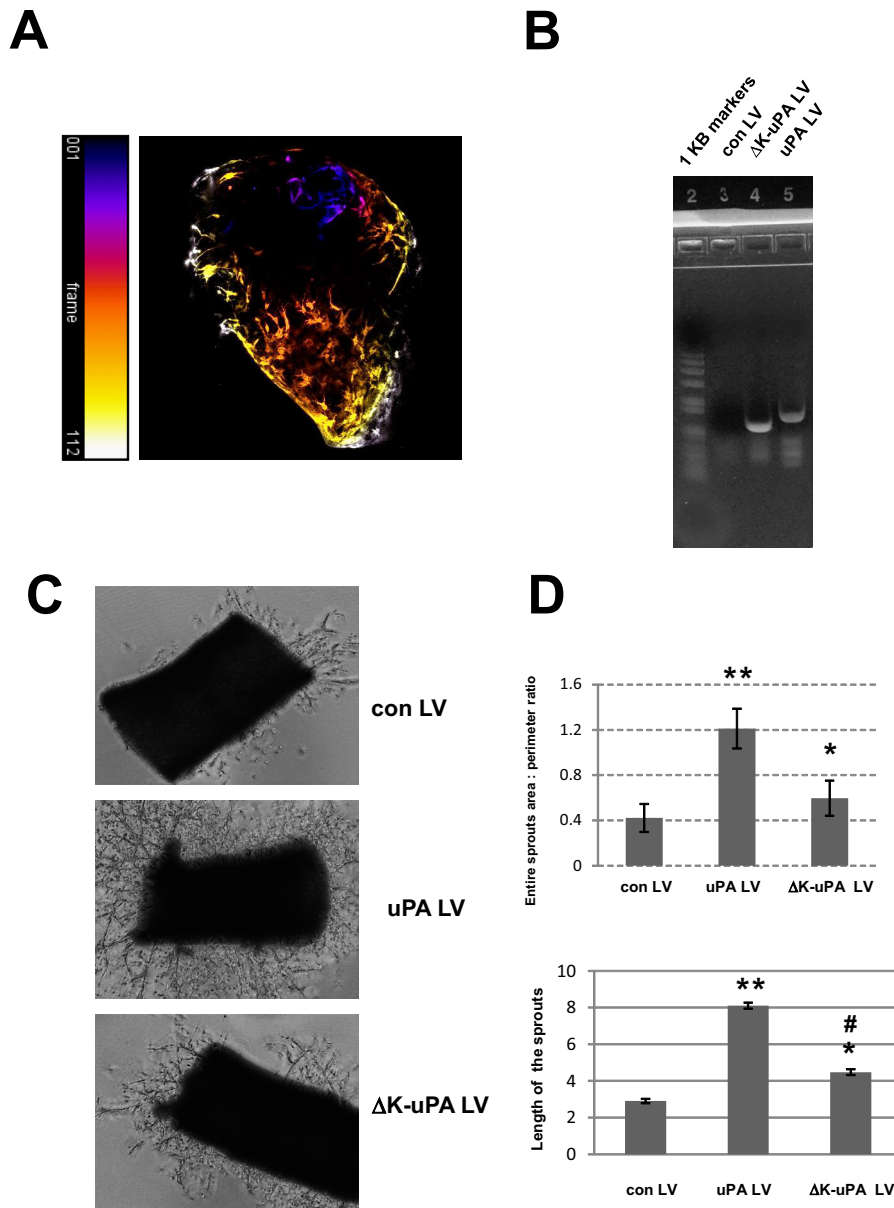 A
001
frame
112
B
1 KB markers
con LV
ΔK-uPA LV
uPA LV
2 3 4 5
C
con LV
uPA LV
ΔK-uPA LV
D
Entire sprouts area : perimeter ratio
1.6
1.2
0.8
0.4
0
**
*
con LV uPA LV ΔK-uPA LV
Length of the sprouts
10
8
6
4
2
0
**
#
*
con LV uPA LV ΔK-uPA LV